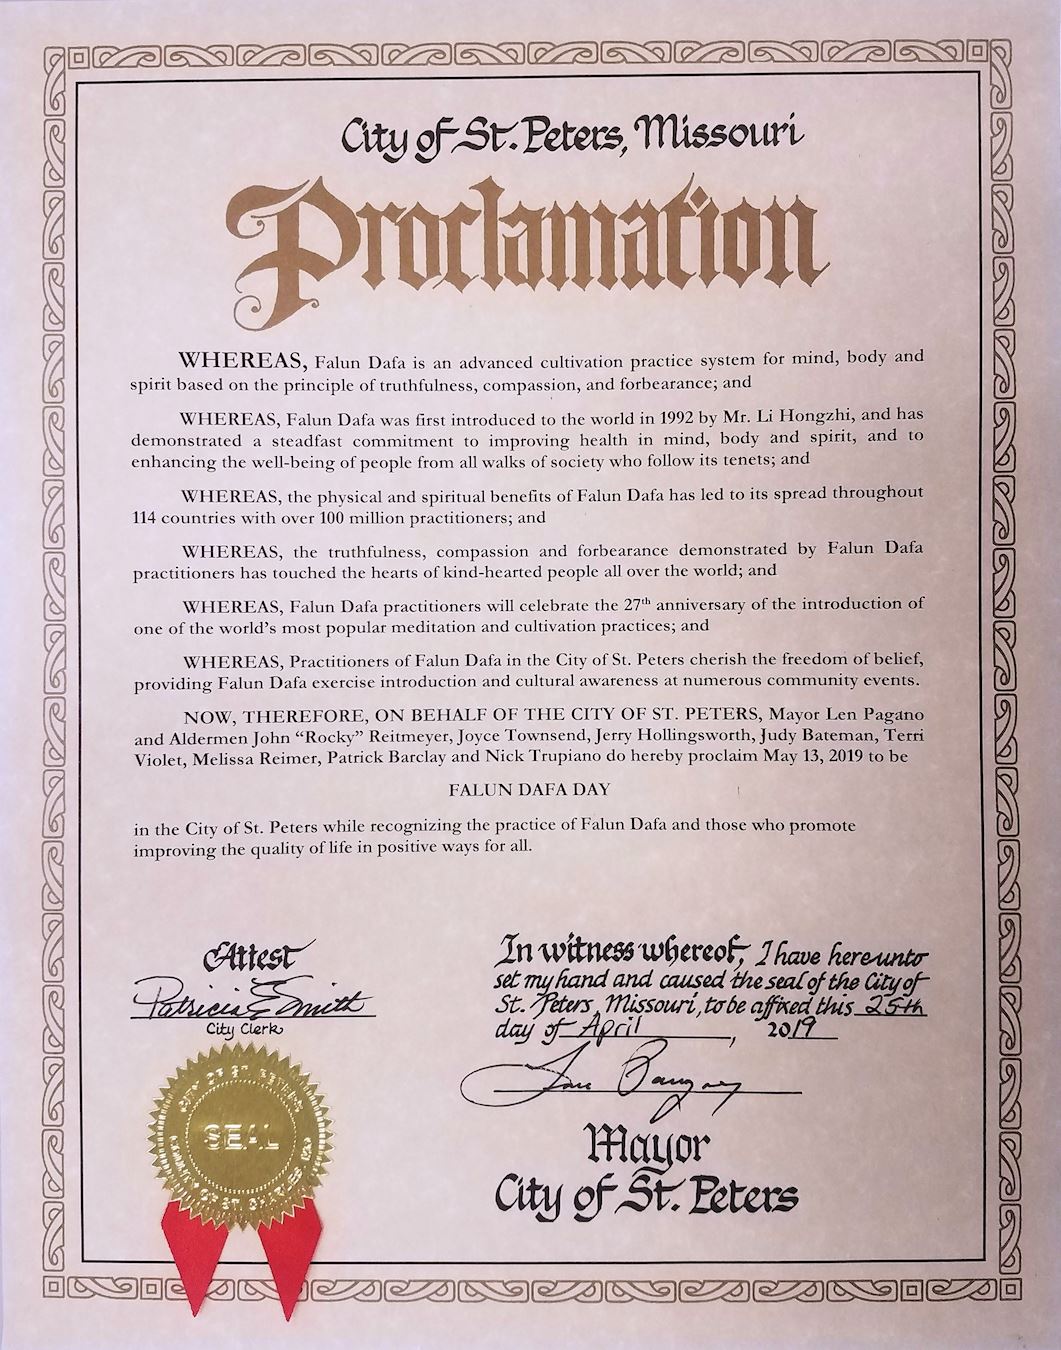 City of St. Peters, Missouri
Proclamation
WHEREAS, Falun Dafa is an advanced cultivation practice system for mind, body and
spirit based on the principle of truthfulness, compassion, and forbearance; and
WHEREAS, Falun Dafa was first introduced to the world in 1992 by Mr. Li Hongzhi, and has
demonstrated a steadfast commitment to improving health in mind, body and spirit, and to
enhancing the well-being of people from all walks of society who follow its tenets; and
WHEREAS, the physical and spiritual benefits of Falun Dafa has led to its spread throughout
114 countries with over 100 million practitioners; and
WHEREAS, the truthfulness, compassion and forbearance demonstrated by Falun Dafa
practitioners has touched the hearts of kind-hearted people all over the world; and
WHEREAS, Falun Dafa practitioners will celebrate the 27th anniversary of the introduction of
one of the world's most popular meditation and cultivation practices; and
WHEREAS, Practitioners of Falun Dafa in the City of St. Peters cherish the freedom of belief,
providing Falun Dafa exercise introduction and cultural awareness at numerous community events.
NOW, THEREFORE, ON BEHALF OF THE CITY OF ST. PETERS, Mayor Len Pagano
and Aldermen John “Rocky” Reitmeyer, Joyce Townsend, Jerry Hollingsworth, Judy Bateman, Terri
Violet, Melissa Reimer, Patrick Barclay and Nick Trupiano do hereby proclaim May 13, 2019 to be
FALUN DAFA DAY
in the City of St. Peters while recognizing the practice of Falun Dafa and those who promote
improving the quality of life in positive ways for all.
Attest
Patricia E Smith
City Clerk
SEAL
In witness whereof, I have hereunto
set my hand and caused the seal of the City of
St. Peters, Missouri, to be affixed this 25th
day of April, 2019
Mayor
City of St. Peters